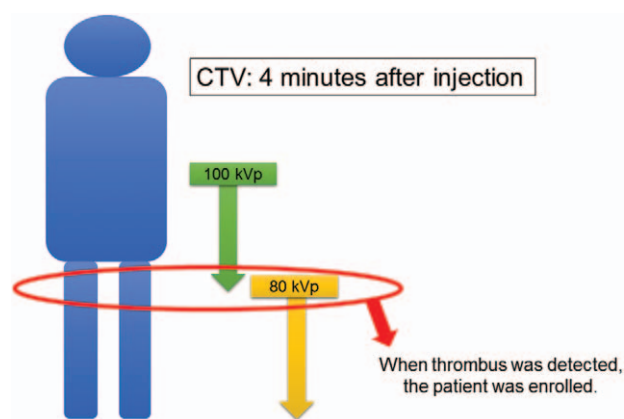 CTV: 4 minutes after injection
100 kVp
80 kVp
When thrombus was detected,
the patient was enrolled.